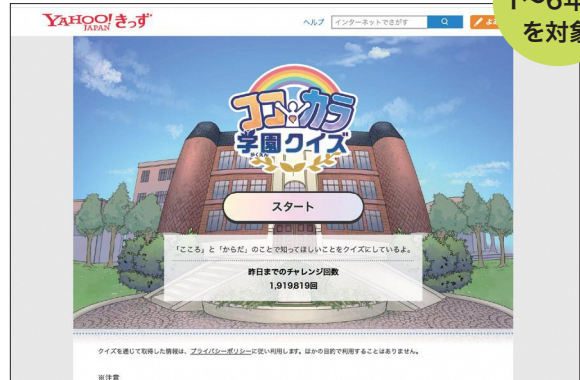 YAHOO! きっず
JAPAN
ヘルプ
インターネットでさがす
を対象
ココ カラ
学園クイズ
がくえん
スタート
「こころ」と「からだ」のことで知ってほしいことをクイズにしているよ。
昨日までのチャレンジ回数
1,919,819回
クイズを通じて取得した情報は、プライバシーポリシーに従い利用します。ほかの目的で利用することはありません。
※注意